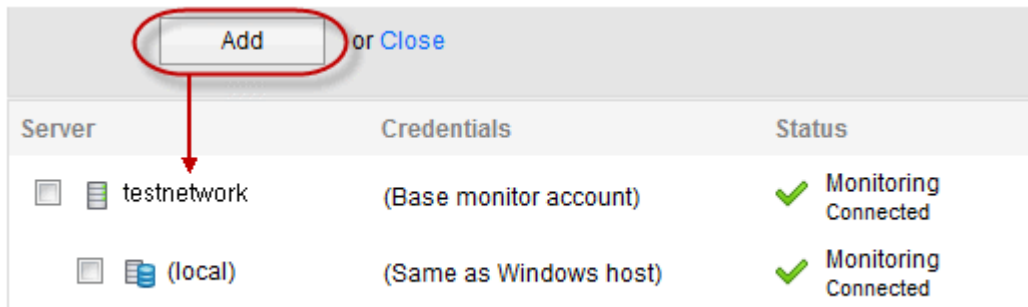 Add or Close
Server Credentials Status
testnetwork (Base monitor account) Monitoring
Connected
(local) (Same as Windows host) Monitoring
Connected